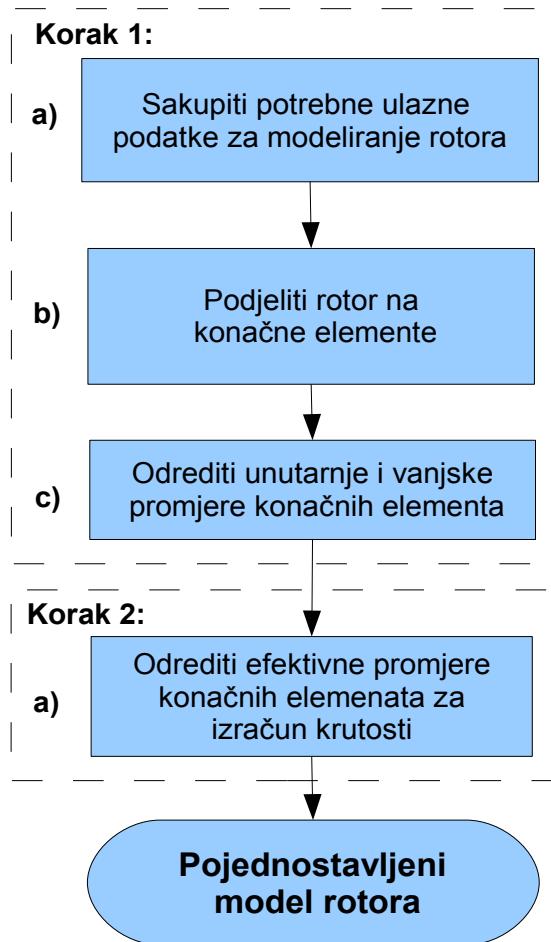 Korak 1:
a)
Sakupiti potrebne ulazne
podatke za modeliranje rotora
b)
Podjeliti rotor na
konačne elemente
c)
Odrediti unutarnje i vanjske
promjere konačnih elementa
Korak 2:
a)
Odrediti efektivne promjere
konačnih elemenata za
izračun krutosti
Pojednostavljeni
model rotora